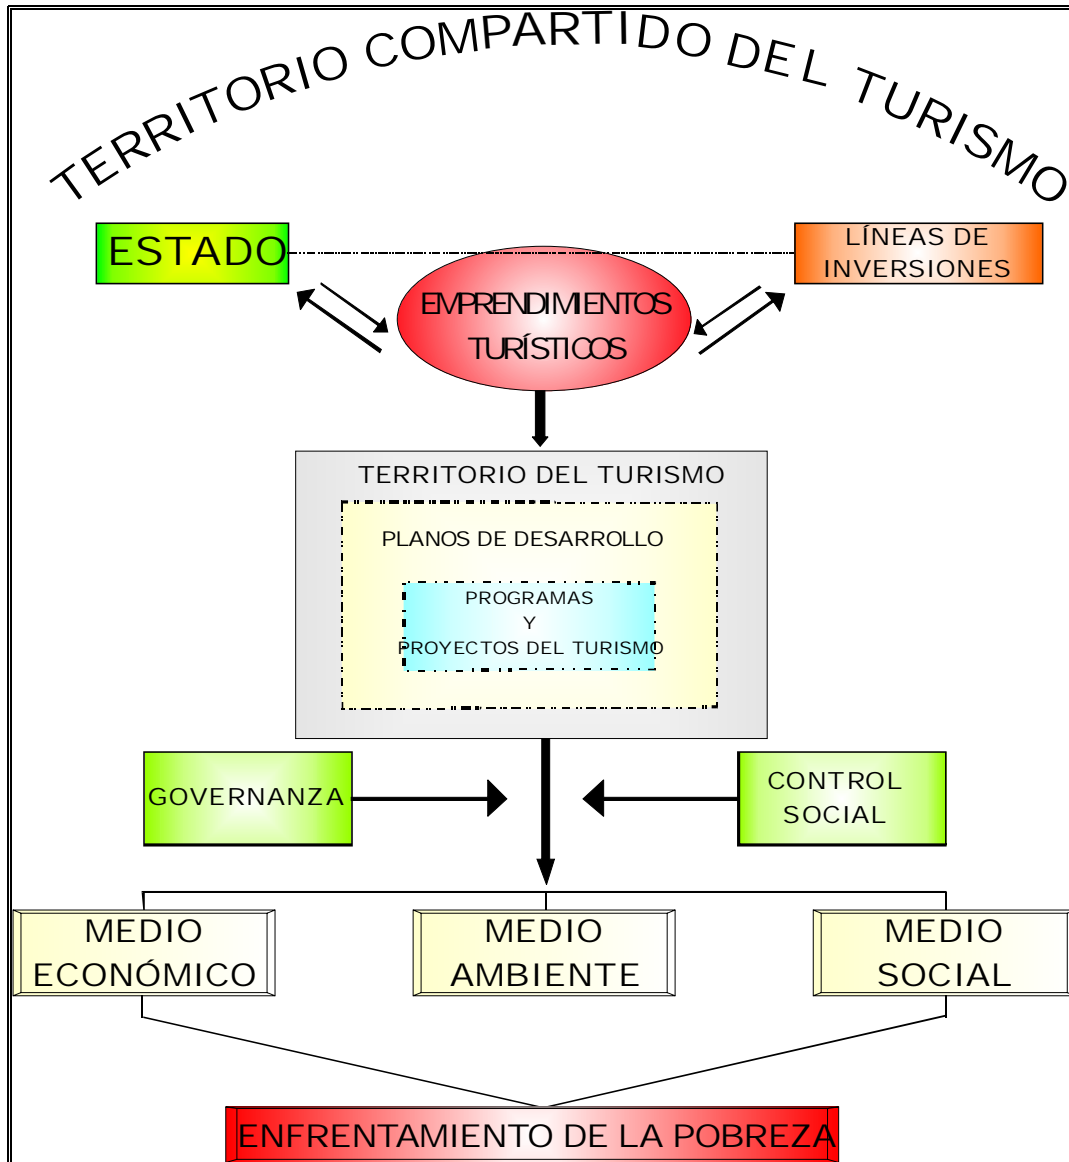 TERRITORIO COMPARTIDO DEL TURISMO
ESTADO
LÍNEAS DE
INVERSIONES
EMPRENDIMIENTOS
TURÍSTICOS
TERRITORIO DEL TURISMO
PLANOS DE DESARROLLO
PROGRAMAS
Y
PROYECTOS DEL TURISMO
GOVERNANZA
CONTROL
SOCIAL
MEDIO
ECONÓMICO
MEDIO
AMBIENTE
MEDIO
SOCIAL
ENFRENTAMIENTO DE LA POBREZA